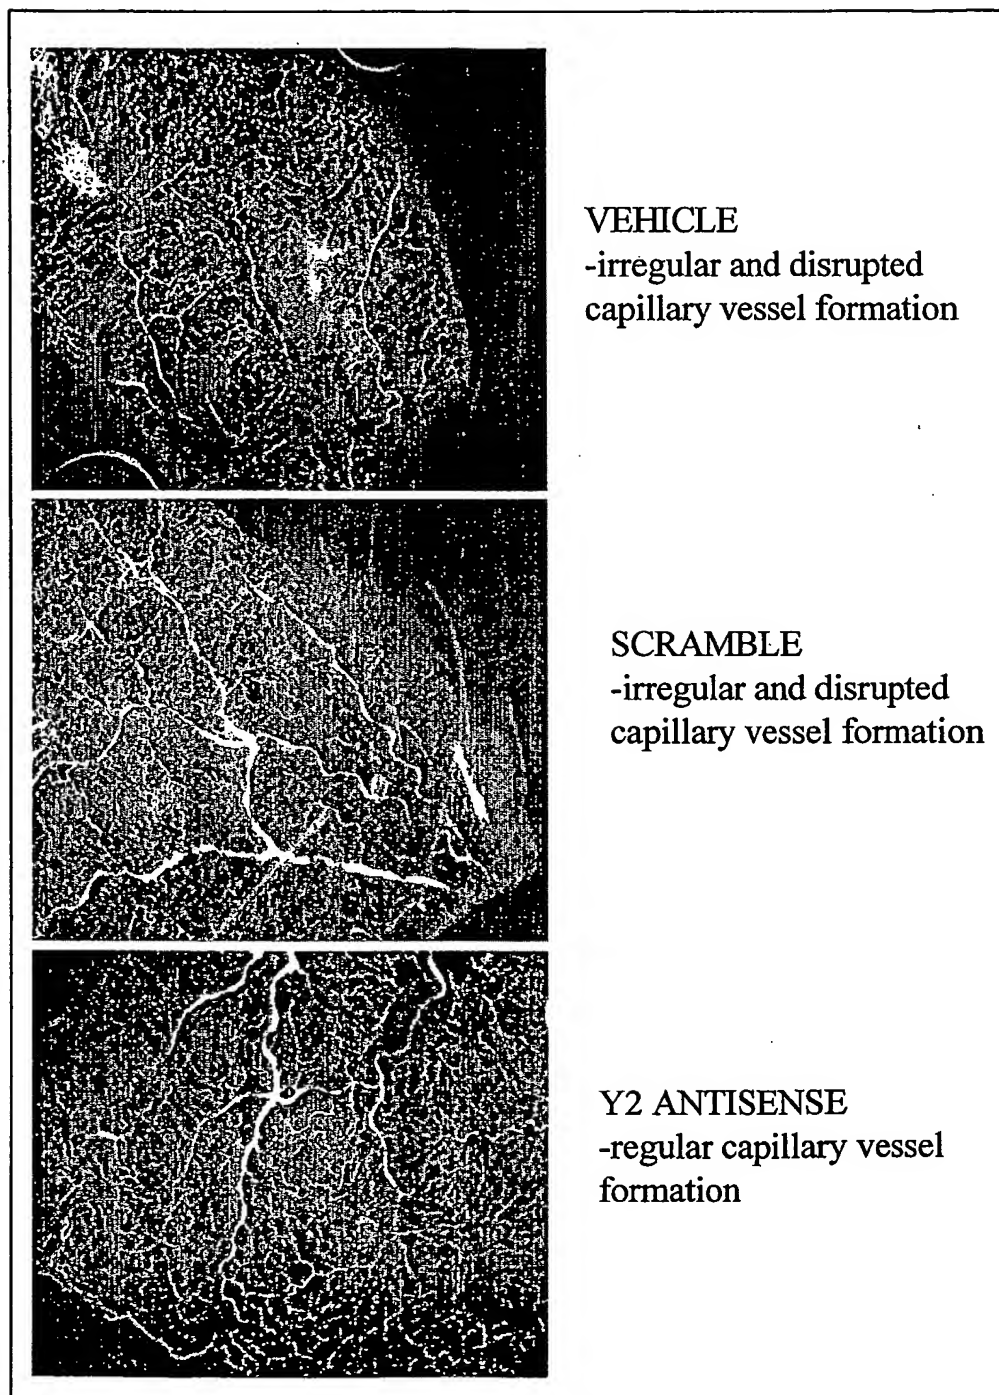 VEHICLE
-irregular and disrupted
capillary vessel formation
SCRAMBLE
-irregular and disrupted
capillary vessel formation
Y2 ANTISENSE
-regular capillary vessel
formation